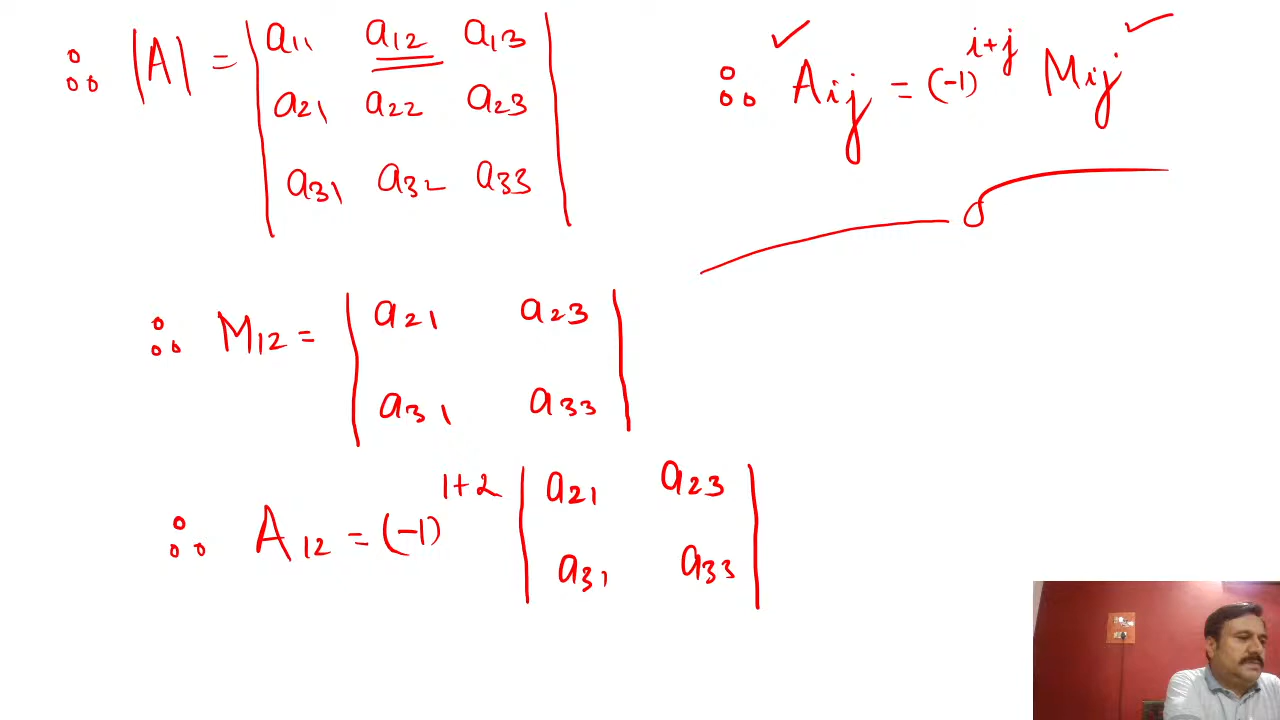 ∴ |A| = | a11 a12 a13 |
| a21 a22 a23 |
| a31 a32 a33 |
∴ Aij = (-1)^i+j Mij
∴ M12 = | a21 a23 |
| a31 a33 |
∴ A12 = (-1)^1+2 | a21 a23 |
| a31 a33 |